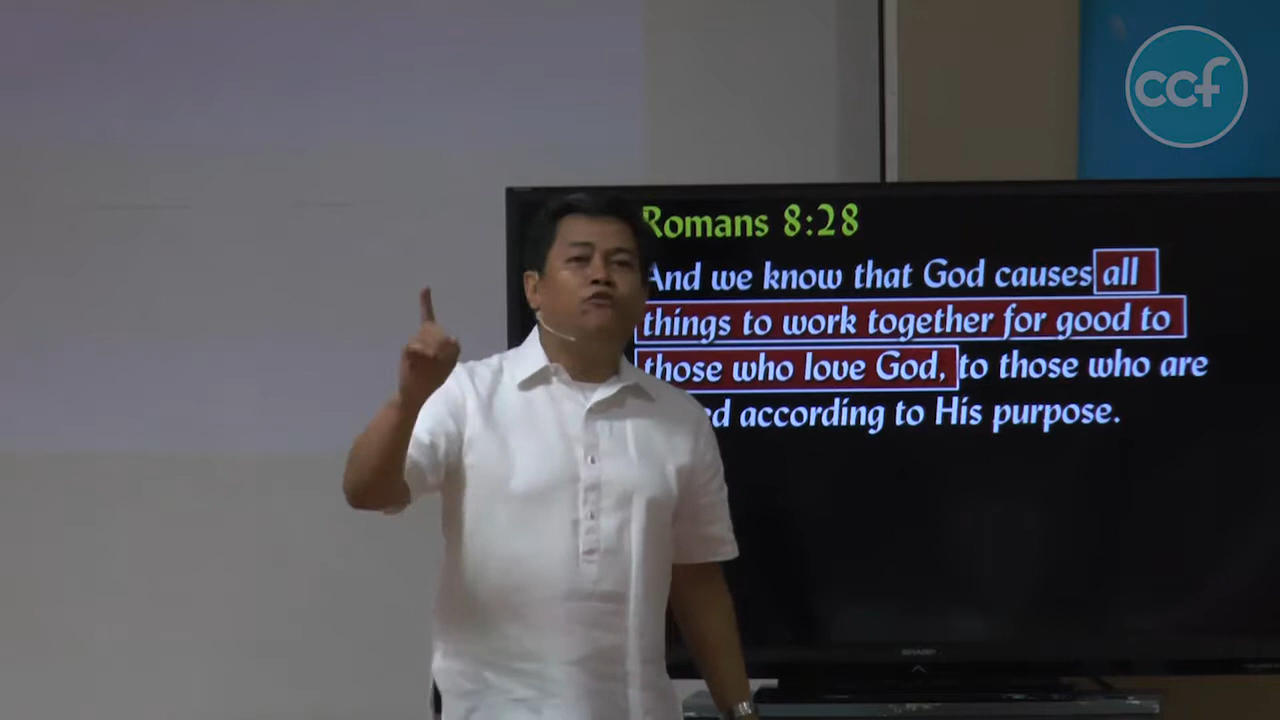 ccf
Romans 8:28
And we know that God causes all
things to work together for good to
those who love God, to those who are
according to His purpose.
SHARP